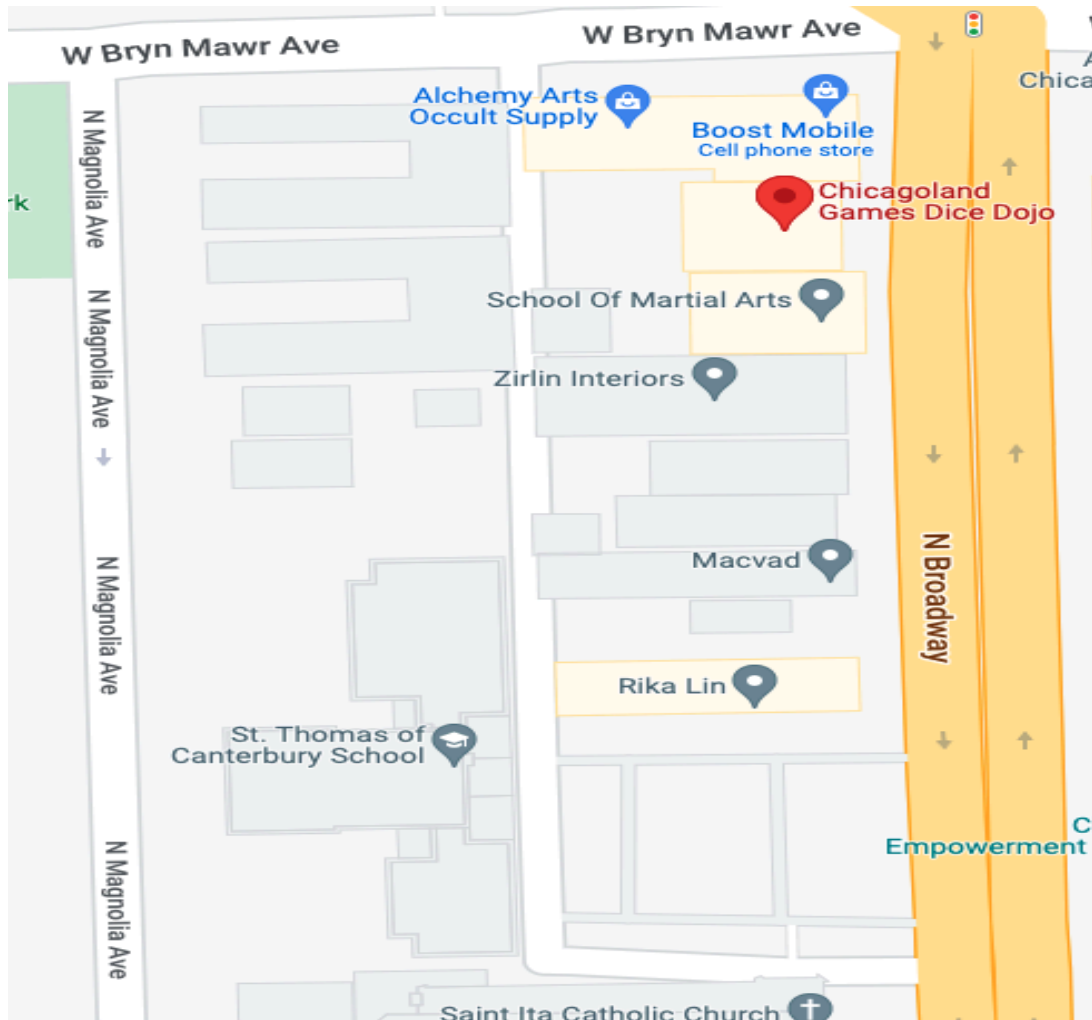 W Bryn Mawr Ave
W Bryn Mawr Ave
Chica
Alchemy Arts
Occult Supply
Boost Mobile
Cell phone store
N Magnolia Ave
rk
Chicagoland
Games Dice Dojo
School Of Martial Arts
N Magnolia Ave
Zirlin Interiors
N Broadway
Macvad
N Magnolia Ave
Rika Lin
St. Thomas of
Canterbury School
C
Empowerment
N Magnolia Ave
Saint Ita Catholic Church